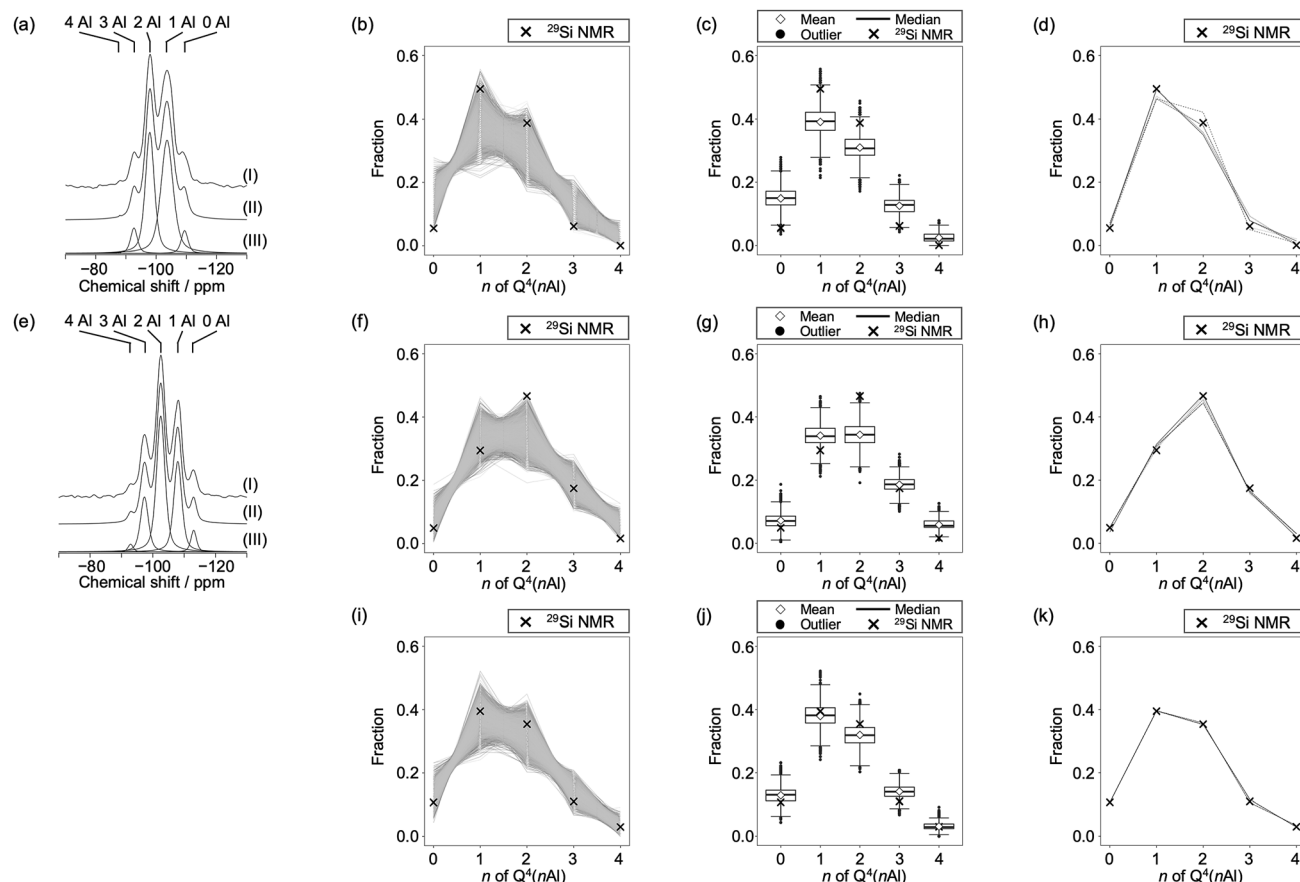 (a)
4 Al 3 Al 2 Al 1 Al 0 Al
(I)
(II)
(III)
−80 −100 −120
Chemical shift / ppm
(b)
× ²⁹Si NMR
Fraction
0.6
0.4
0.2
0.0
0 1 2 3 4
n of Q⁴(nAl)
(c)
◇ Mean — Median
● Outlier × ²⁹Si NMR
Fraction
0.6
0.4
0.2
0.0
0 1 2 3 4
n of Q⁴(nAl)
(d)
× ²⁹Si NMR
Fraction
0.6
0.4
0.2
0.0
0 1 2 3 4
n of Q⁴(nAl)
(e)
4 Al 3 Al 2 Al 1 Al 0 Al
(I)
(II)
(III)
−80 −100 −120
Chemical shift / ppm
(f)
× ²⁹Si NMR
Fraction
0.6
0.4
0.2
0.0
0 1 2 3 4
n of Q⁴(nAl)
(g)
◇ Mean — Median
● Outlier × ²⁹Si NMR
Fraction
0.6
0.4
0.2
0.0
0 1 2 3 4
n of Q⁴(nAl)
(h)
× ²⁹Si NMR
Fraction
0.6
0.4
0.2
0.0
0 1 2 3 4
n of Q⁴(nAl)
(i)
× ²⁹Si NMR
Fraction
0.6
0.4
0.2
0.0
0 1 2 3 4
n of Q⁴(nAl)
(j)
◇ Mean — Median
● Outlier × ²⁹Si NMR
Fraction
0.6
0.4
0.2
0.0
0 1 2 3 4
n of Q⁴(nAl)
(k)
× ²⁹Si NMR
Fraction
0.6
0.4
0.2
0.0
0 1 2 3 4
n of Q⁴(nAl)